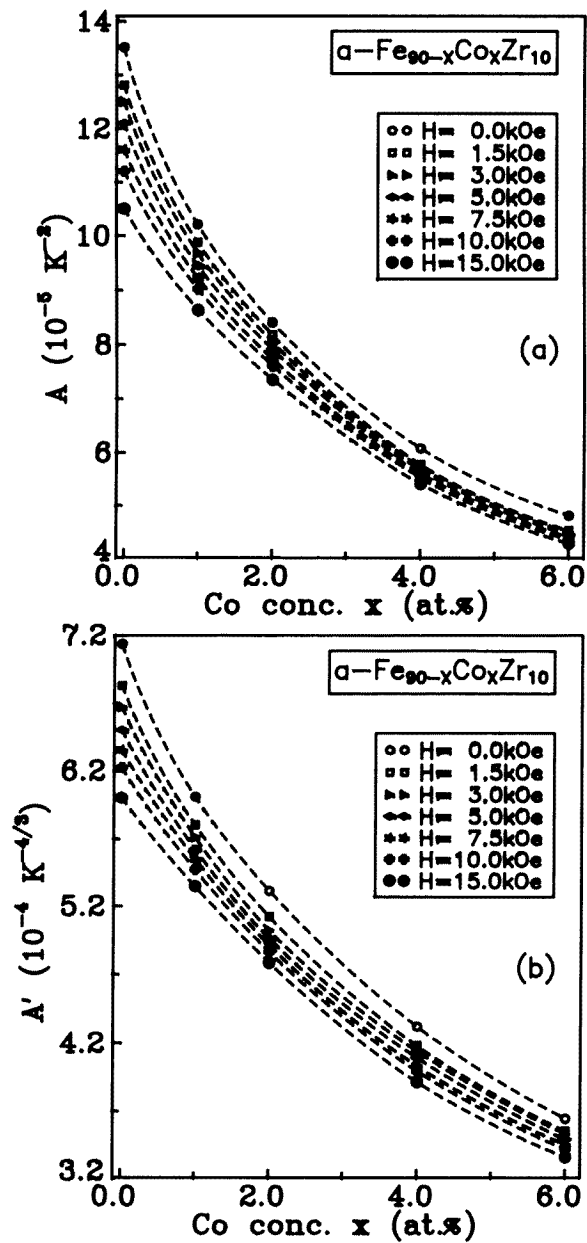 14
12
10
8
6
4
A (10⁻⁵ K⁻²)
a−Fe₉₀₋ₓCoₓZr₁₀
H= 0.0kOe
H= 1.5kOe
H= 3.0kOe
H= 5.0kOe
H= 7.5kOe
H=10.0kOe
H=15.0kOe
(a)
0.0 2.0 4.0 6.0
Co conc. x (at.%)
7.2
6.2
5.2
4.2
3.2
A' (10⁻⁴ K⁻⁴ᐟ³)
a−Fe₉₀₋ₓCoₓZr₁₀
H= 0.0kOe
H= 1.5kOe
H= 3.0kOe
H= 5.0kOe
H= 7.5kOe
H=10.0kOe
H=15.0kOe
(b)
0.0 2.0 4.0 6.0
Co conc. x (at.%)